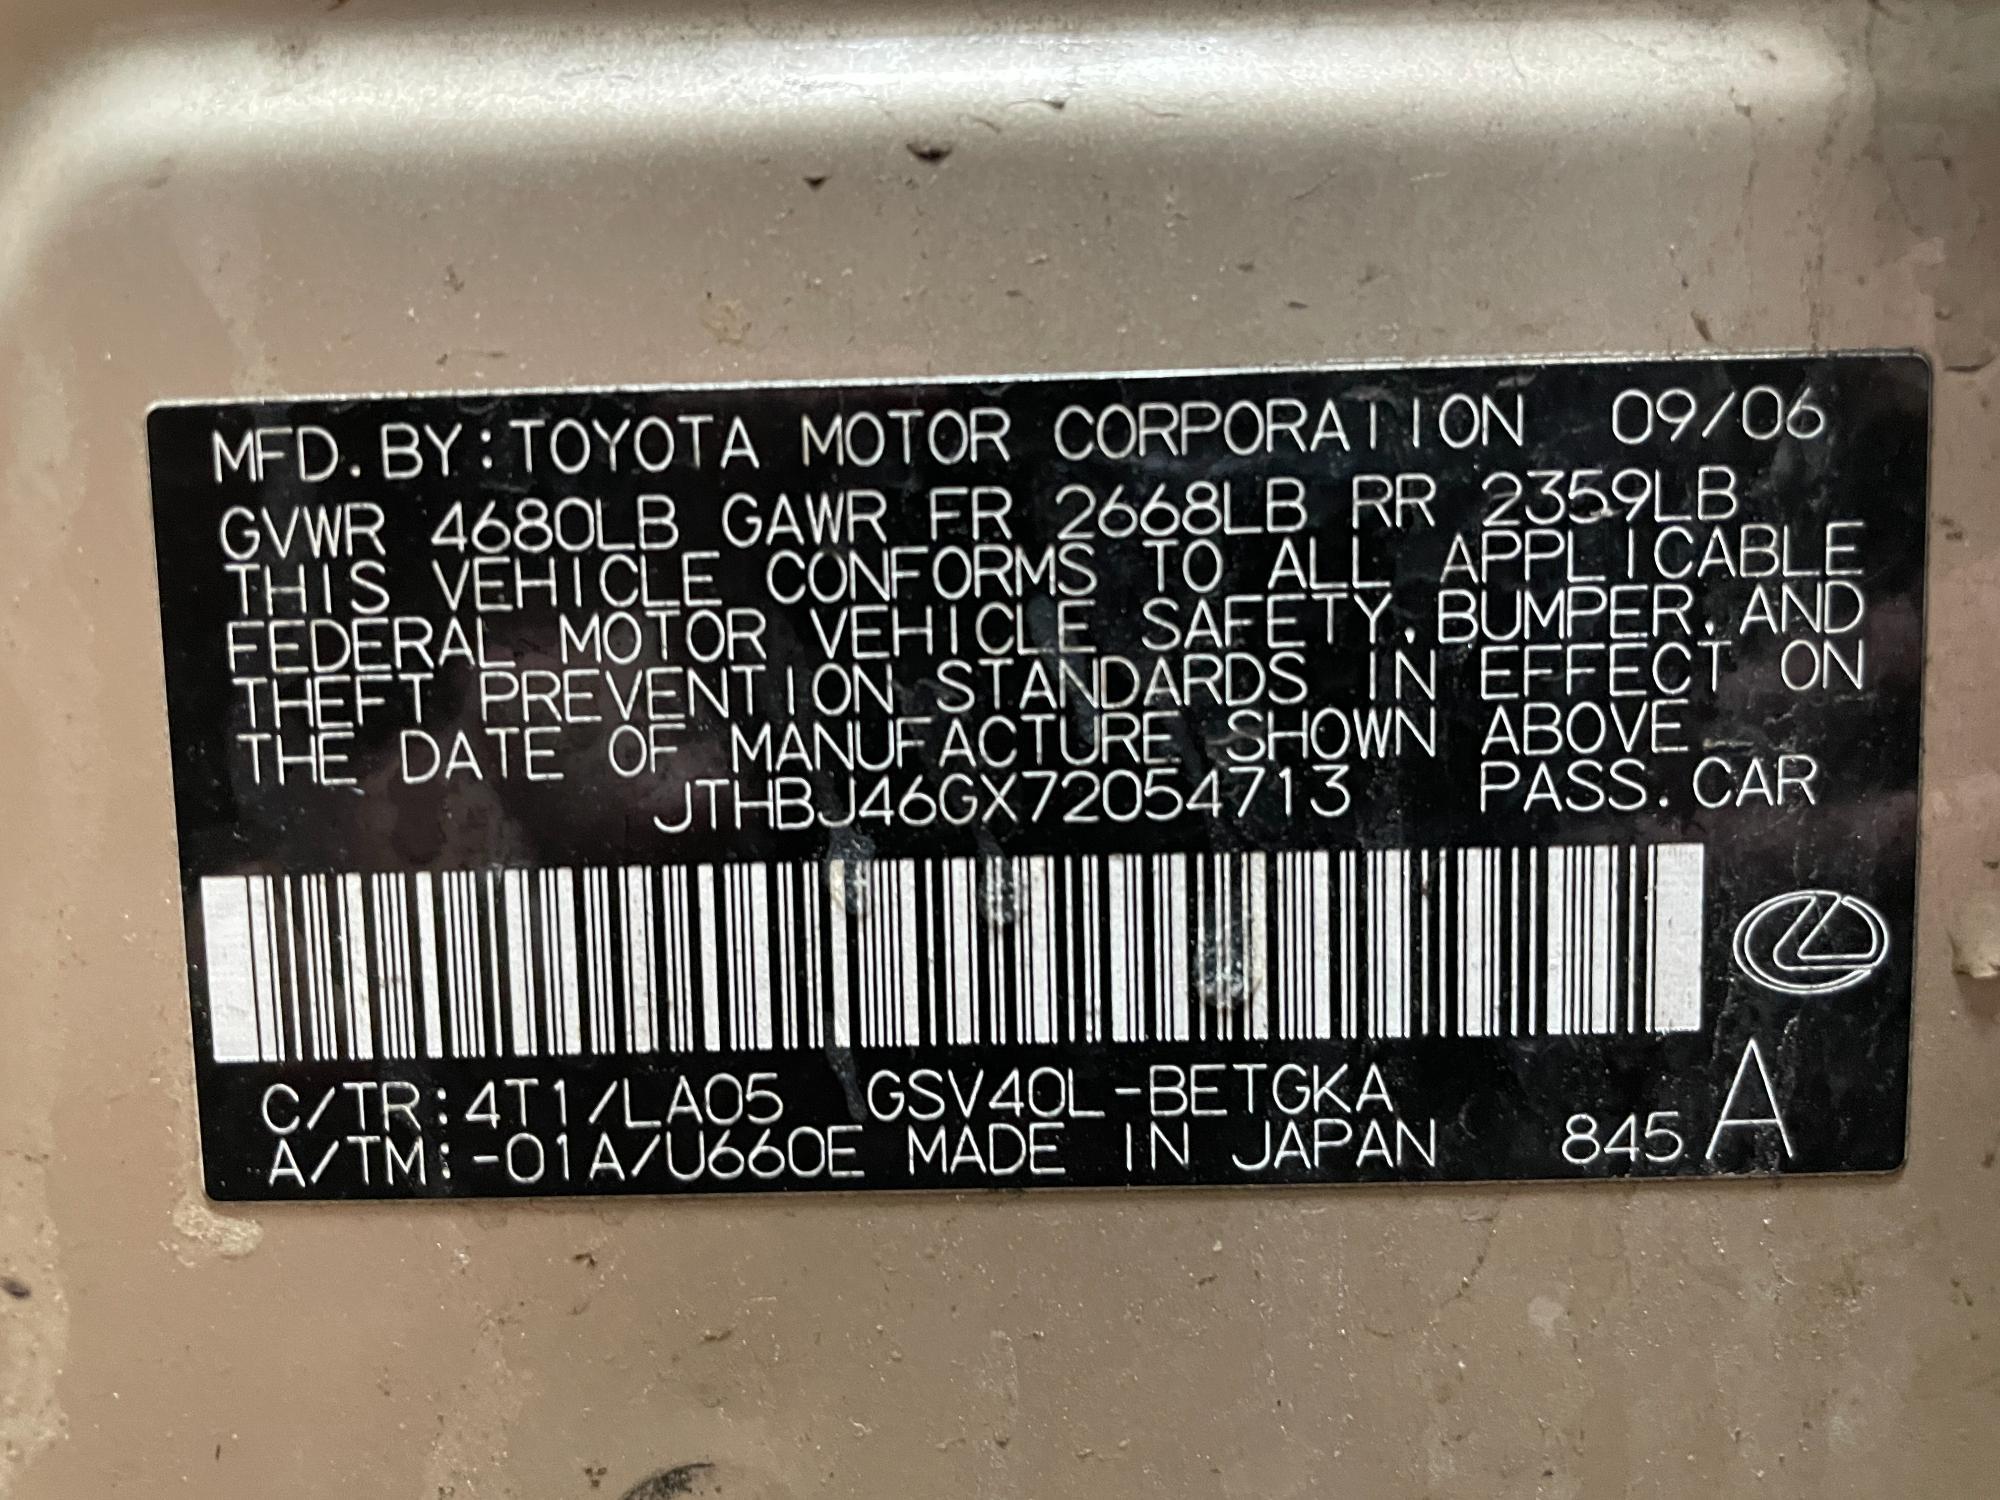 MFD. BY: TOYOTA MOTOR CORPORATION 09/06
GVWR 4680LB GAWR FR 2668LB RR 2359LB
THIS VEHICLE CONFORMS TO ALL APPLICABLE
FEDERAL MOTOR VEHICLE SAFETY, BUMPER, AND
THEFT PREVENTION STANDARDS IN EFFECT ON
THE DATE OF MANUFACTURE SHOWN ABOVE
JTHBJ46GX72054713 PASS. CAR
C/TR: 4T1/LA05 GSV40L-BETGKA
A/TM: -01A/U660E MADE IN JAPAN 845 A